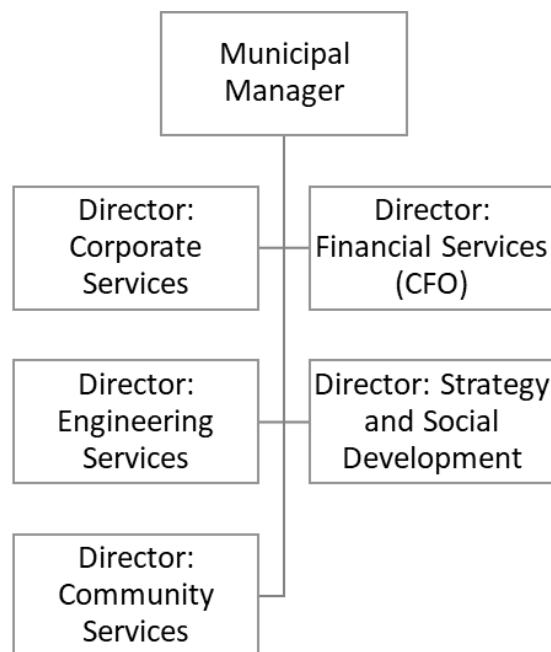 Municipal
Manager
Director:
Corporate
Services
Director:
Financial Services
(CFO)
Director:
Engineering
Services
Director: Strategy
and Social
Development
Director:
Community
Services